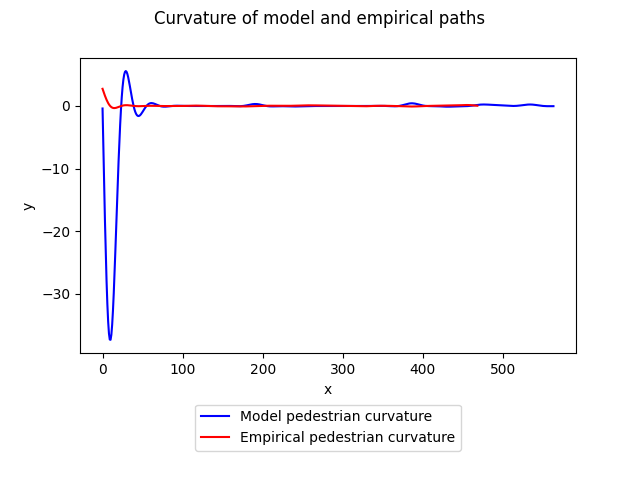 Curvature of model and empirical paths
y
0
−10
−20
−30
0 100 200 300 400 500
x
Model pedestrian curvature
Empirical pedestrian curvature